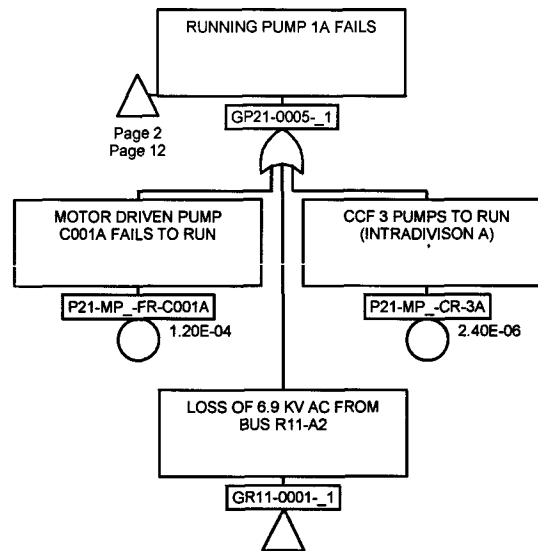 RUNNING PUMP 1A FAILS
Page 2
Page 12
GP21-0005-_1
MOTOR DRIVEN PUMP
C001A FAILS TO RUN
P21-MP_-FR-C001A
1.20E-04
CCF 3 PUMPS TO RUN
(INTRADIVISON A)
P21-MP_-CR-3A
2.40E-06
LOSS OF 6.9 KV AC FROM
BUS R11-A2
GR11-0001-_1